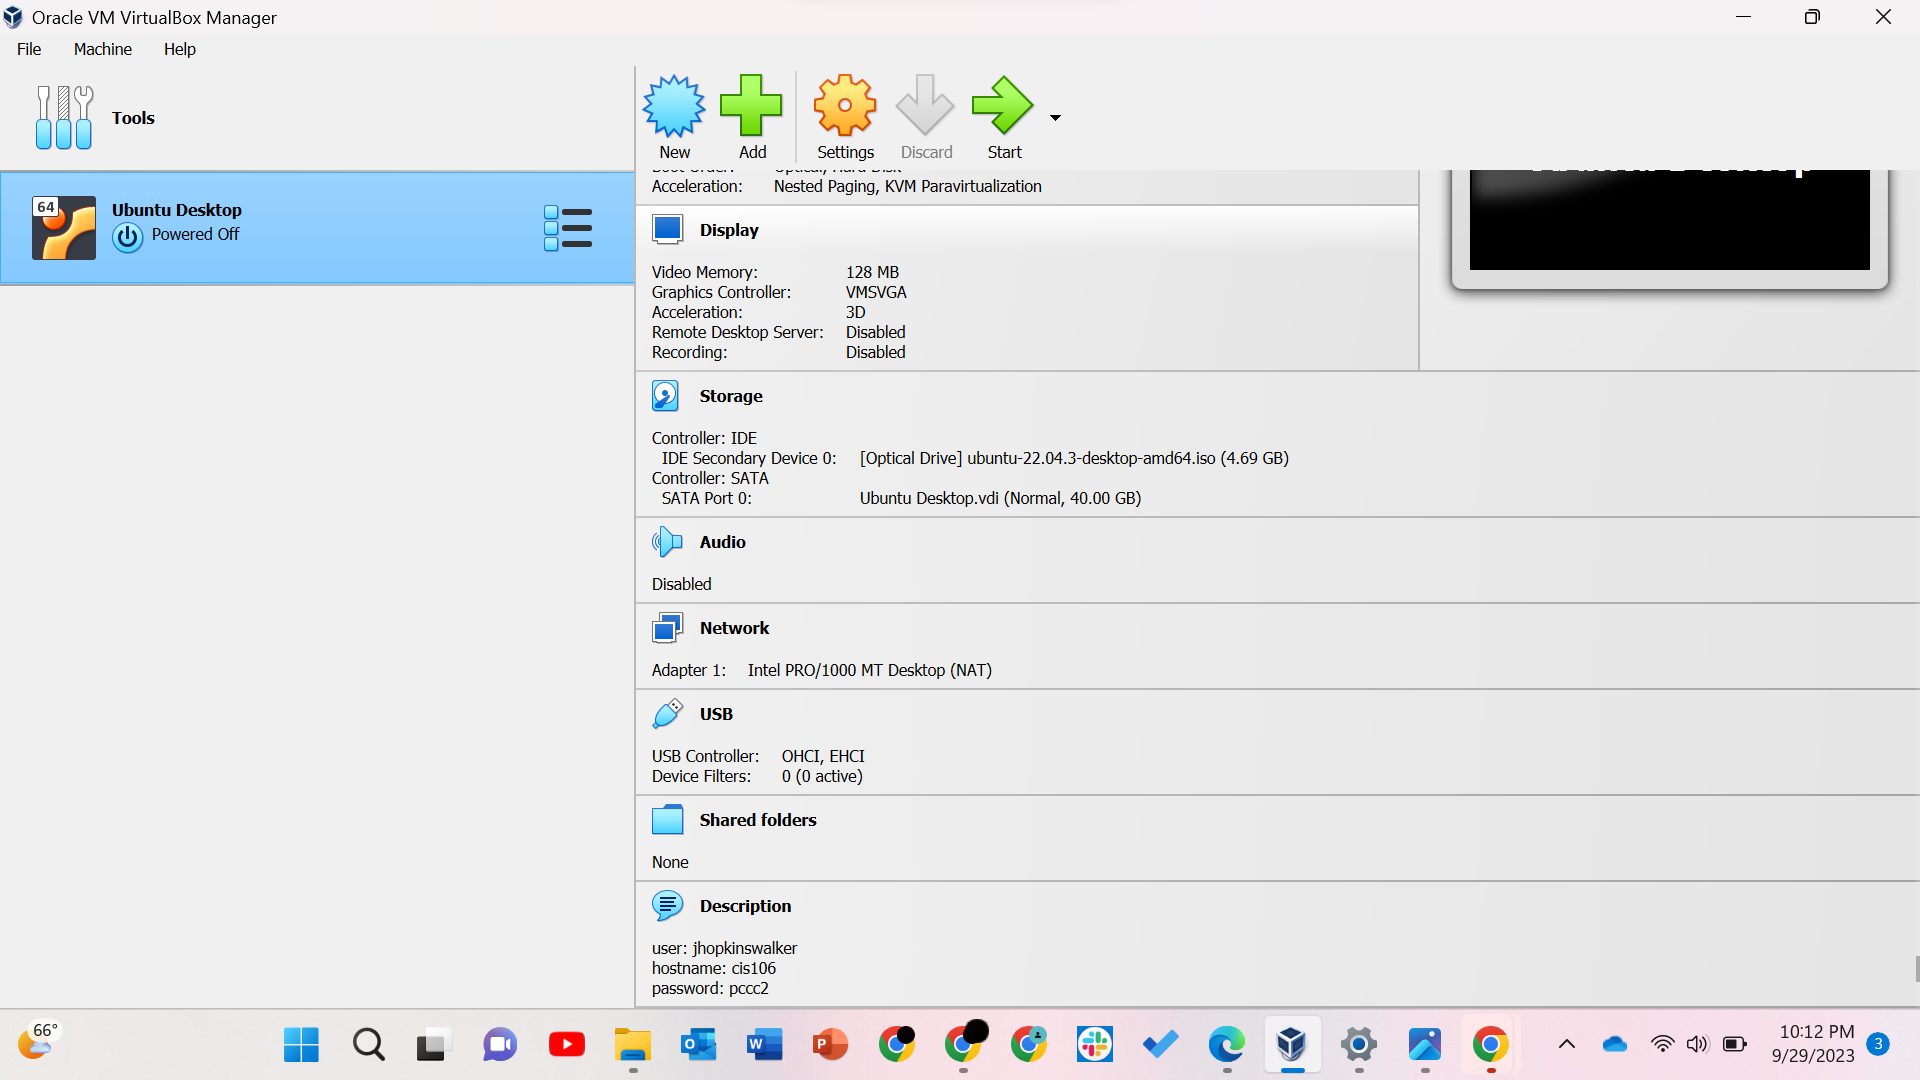 Oracle VM VirtualBox Manager
File Machine Help
Tools
New Add Settings Discard Start
64
Ubuntu Desktop
Powered Off
Acceleration: Nested Paging, KVM Paravirtualization
Display
Video Memory: 128 MB
Graphics Controller: VMSVGA
Acceleration: 3D
Remote Desktop Server: Disabled
Recording: Disabled
Storage
Controller: IDE
IDE Secondary Device 0: [Optical Drive] ubuntu-22.04.3-desktop-amd64.iso (4.69 GB)
Controller: SATA
SATA Port 0: Ubuntu Desktop.vdi (Normal, 40.00 GB)
Audio
Disabled
Network
Adapter 1: Intel PRO/1000 MT Desktop (NAT)
USB
USB Controller: OHCI, EHCI
Device Filters: 0 (0 active)
Shared folders
None
Description
user: jhopkinswalker
hostname: cis106
password: pccc2
66°
10:12 PM
9/29/2023
3